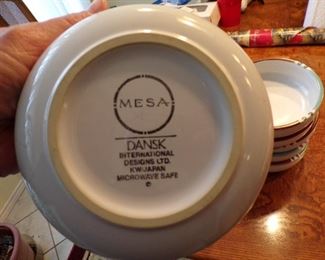 MESA
DANSK
INTERNATIONAL
DESIGNS LTD.
KW-JAPAN
MICROWAVE SAFE
©